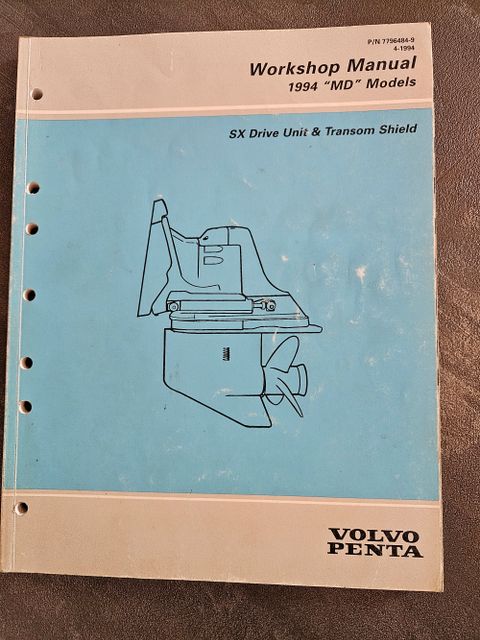 P/N 7796484-9
4-1994
Workshop Manual
1994 "MD" Models
SX Drive Unit & Transom Shield
VOLVO
PENTA